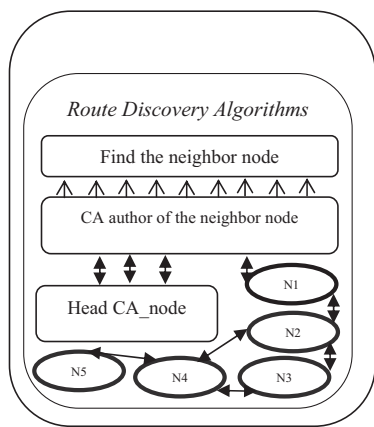 Route Discovery Algorithms
Find the neighbor node
CA author of the neighbor node
Head CA_node
N1
N2
N3
N4
N5